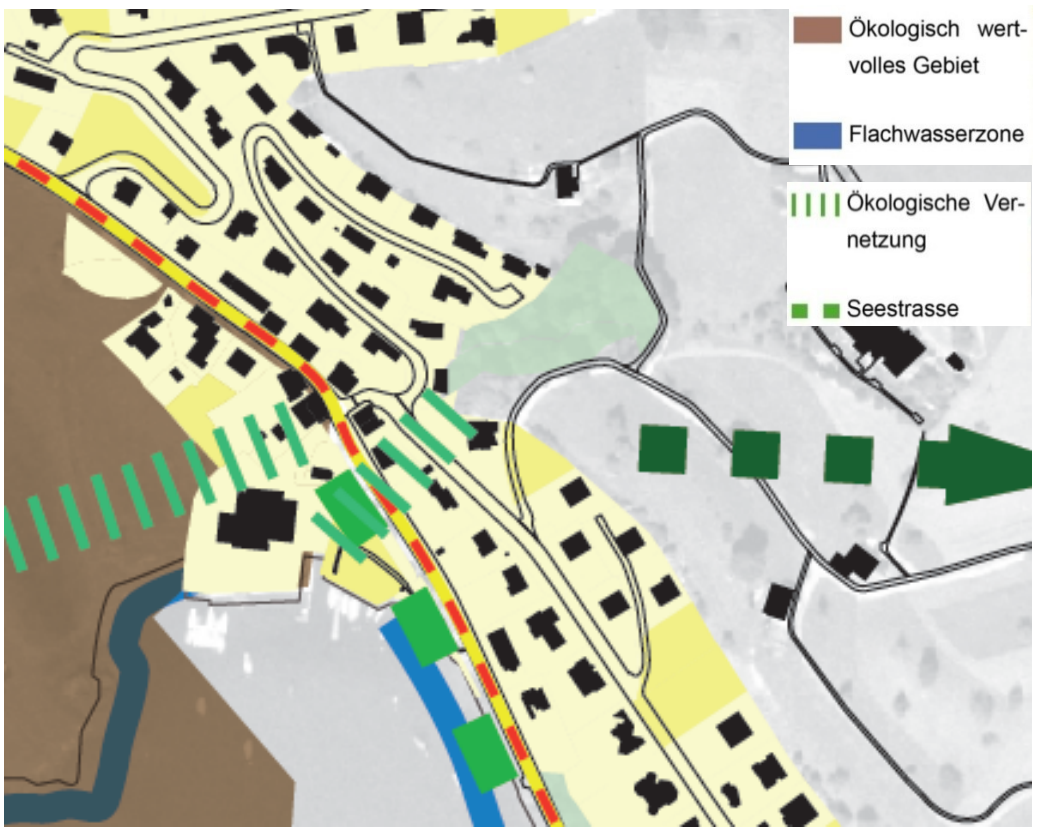 Ökologisch wert-
volles Gebiet
Flachwasserzone
Ökologische Ver-
netzung
Seestrasse